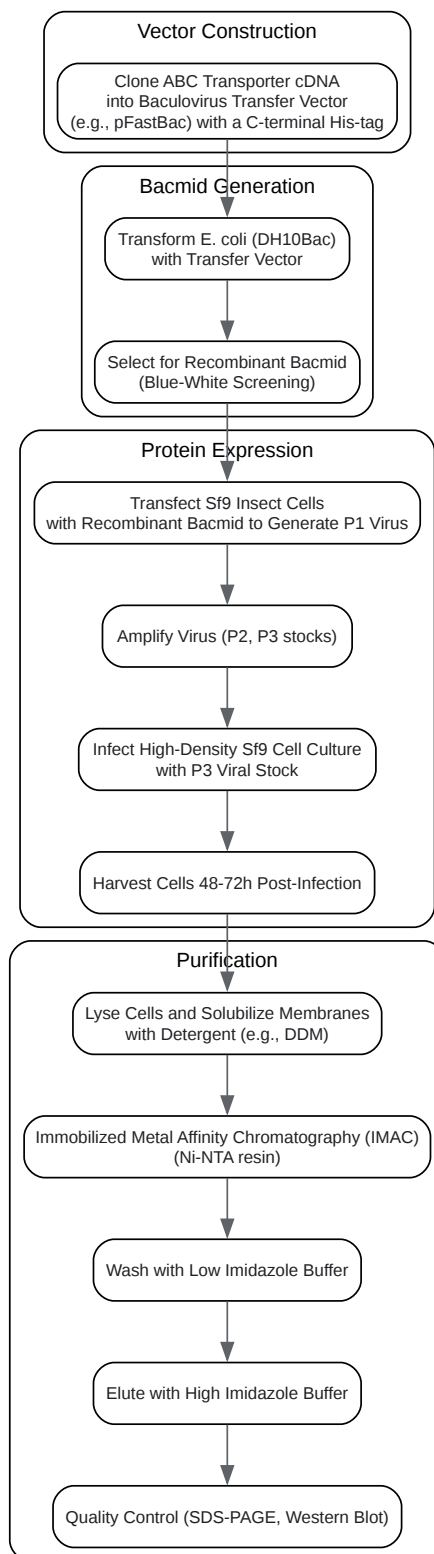 Vector Construction
Clone ABC Transporter cDNA
into Baculovirus Transfer Vector
(e.g., pFastBac) with a C-terminal His-tag
Bacmid Generation
Transform E. coli (DH10Bac)
with Transfer Vector
Select for Recombinant Bacmid
(Blue-White Screening)
Protein Expression
Transfect Sf9 Insect Cells
with Recombinant Bacmid to Generate P1 Virus
Amplify Virus (P2, P3 stocks)
Infect High-Density Sf9 Cell Culture
with P3 Viral Stock
Harvest Cells 48-72h Post-Infection
Purification
Lyse Cells and Solubilize Membranes
with Detergent (e.g., DDM)
Immobilized Metal Affinity Chromatography (IMAC)
(Ni-NTA resin)
Wash with Low Imidazole Buffer
Elute with High Imidazole Buffer
Quality Control (SDS-PAGE, Western Blot)